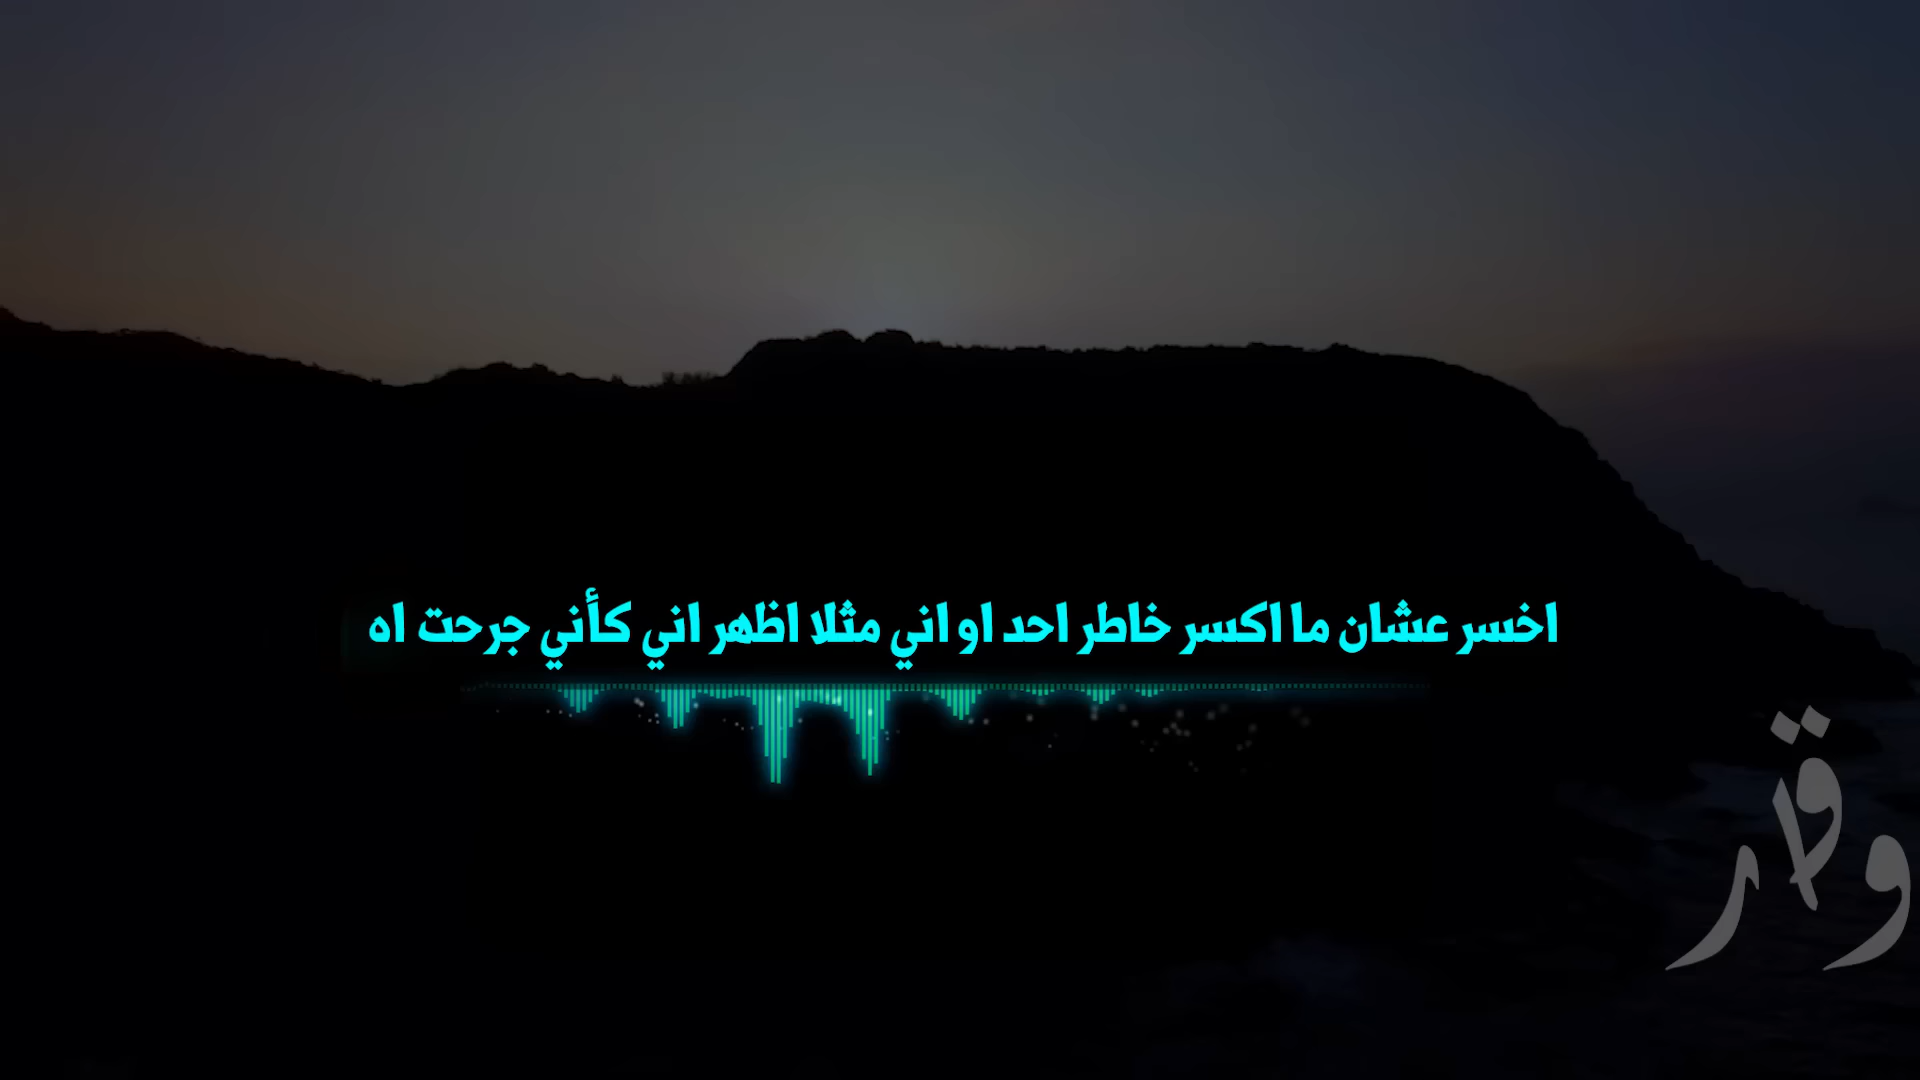 اخسر عشان ما اكسر خاطر احد او اني مثلا اظهر اني كأني جرحت اه
وقار